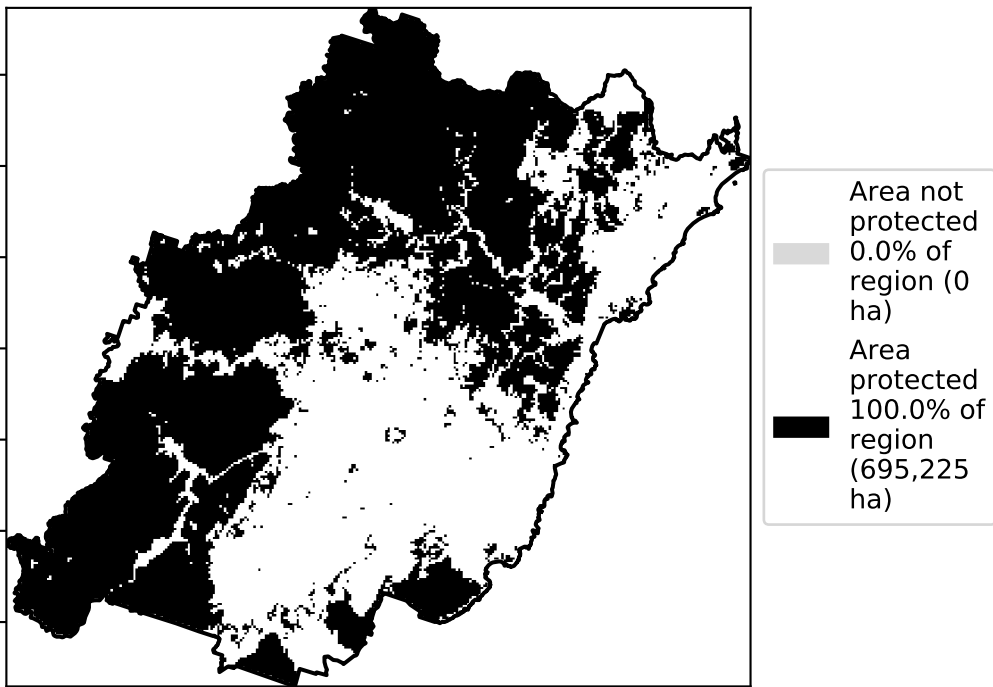 Area not
protected
0.0% of
region (0
ha)
Area
protected
100.0% of
region
(695,225
ha)